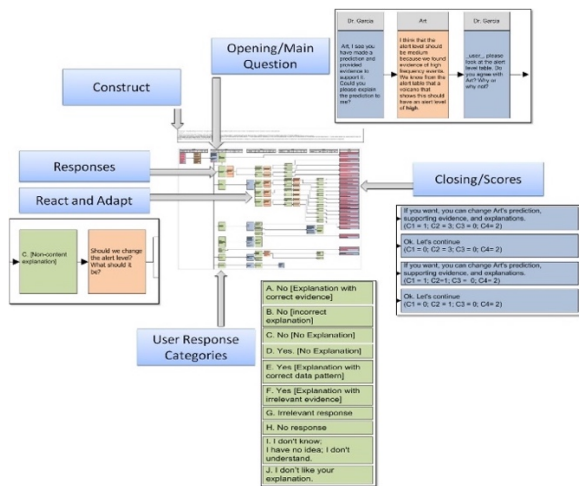 Opening/Main
Question
Construct
Responses
React and Adapt
C. [Non-content
explanation]
Should we change
the alert level?
What should it
be?
User Response
Categories
Dr. Garcia
Art, I see you
have made a
prediction and
provided
evidence to
support it.
Could you
please explain
the prediction to
me?
Art
I think that the
alert level should
be medium
because we found
evidence of high
frequency events.
We know from the
alert table that a
volcano that
shows this should
have an alert level
of high.
Dr. Garcia
_user_, please
look at the alert
level table. Do
you agree with
Art? Why or
why not?
Closing/Scores
If you want, you can change Art's prediction,
supporting evidence, and explanations.
(C1 = 1; C2 = 3; C3 = 0; C4= 2)
Ok. Let's continue
(C1 = 0; C2 = 3; C3 = 0; C4= 2)
If you want, you can change Art's prediction,
supporting evidence, and explanations.
(C1 = 1; C2=1; C3 = 0; C4= 2)
Ok. Let's continue
(C1 = 0; C2 = 1; C3 = 0; C4= 2)
A. No [Explanation with
correct evidence]
B. No [incorrect
explanation]
C. No [No Explanation]
D. Yes. [No Explanation]
E. Yes [Explanation with
correct data pattern]
F. Yes [Explanation with
irrelevant evidence]
G. Irrelevant response
H. No response
I. I don't know;
I have no idea; I don't
understand.
J. I don't like your
explanation.